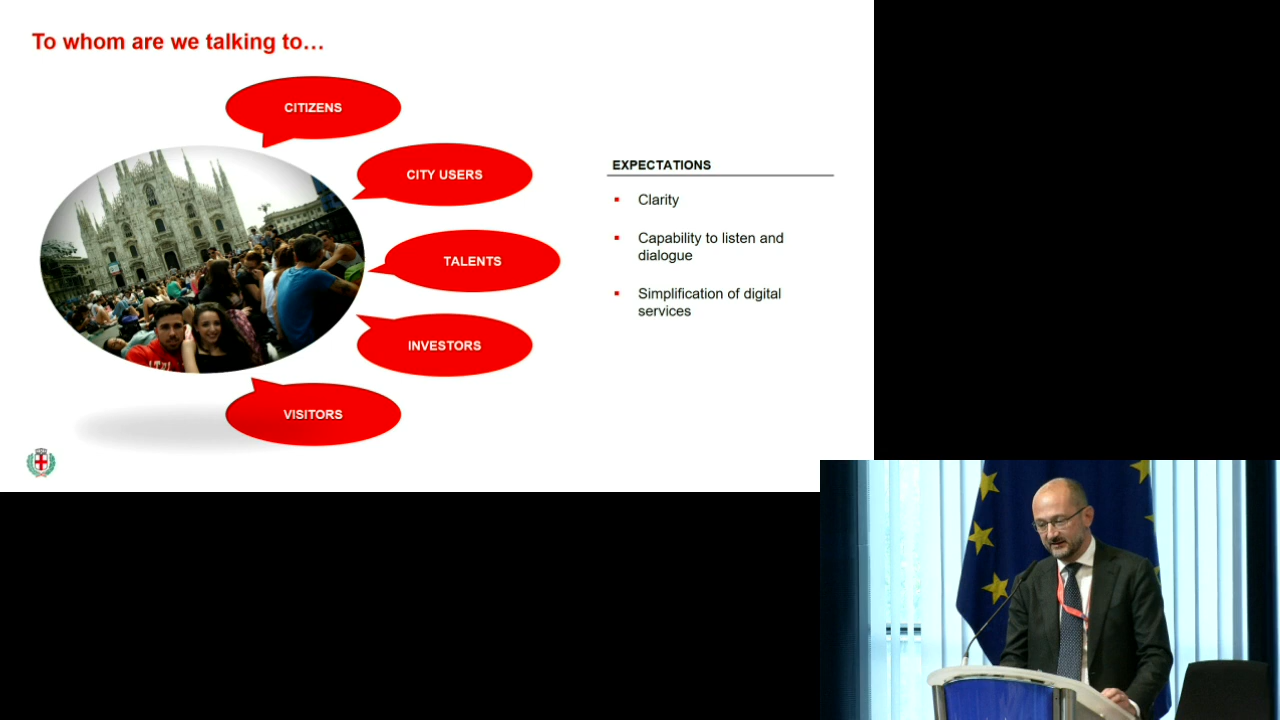 To whom are we talking to…
CITIZENS
CITY USERS
TALENTS
INVESTORS
VISITORS
EXPECTATIONS
Clarity
Capability to listen and
dialogue
Simplification of digital
services